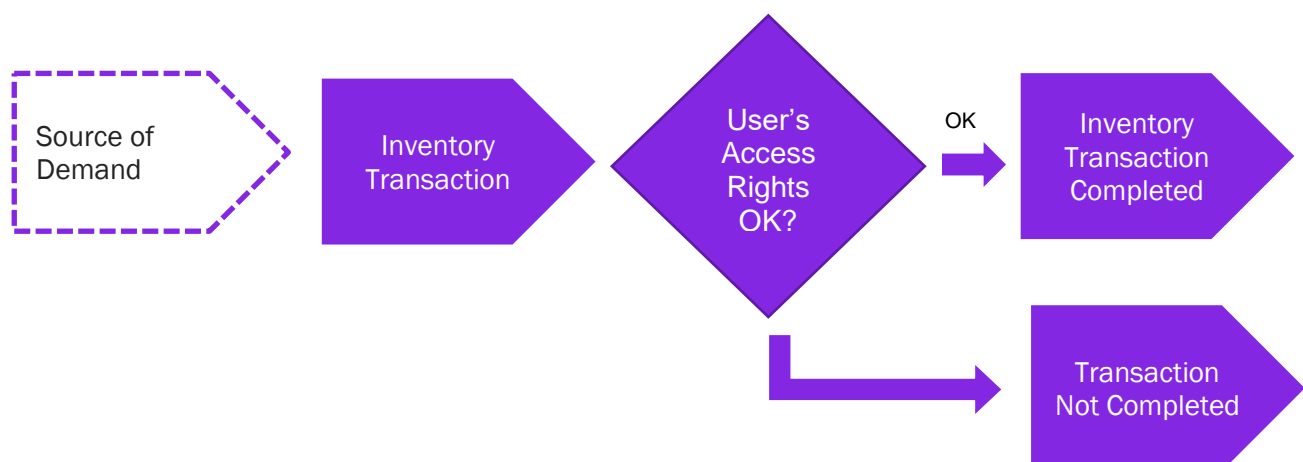 Source of
Demand
Inventory
Transaction
User's
Access
Rights
OK?
OK
Inventory
Transaction
Completed
Transaction
Not Completed